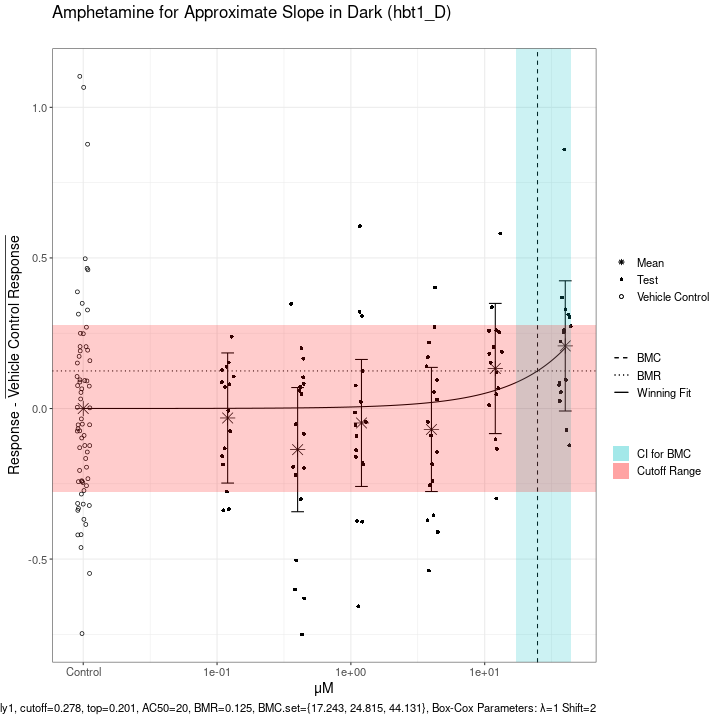 Amphetamine for Approximate Slope in Dark (hbt1_D)
Response - Vehicle Control Response
1.0
0.5
0.0
-0.5
Control
1e-01
1e+00
1e+01
μM
Mean
Test
Vehicle Control
BMC
BMR
Winning Fit
CI for BMC
Cutoff Range
ly1, cutoff=0.278, top=0.201, AC50=20, BMR=0.125, BMC.set={17.243, 24.815, 44.131}, Box-Cox Parameters: λ=1 Shift=2